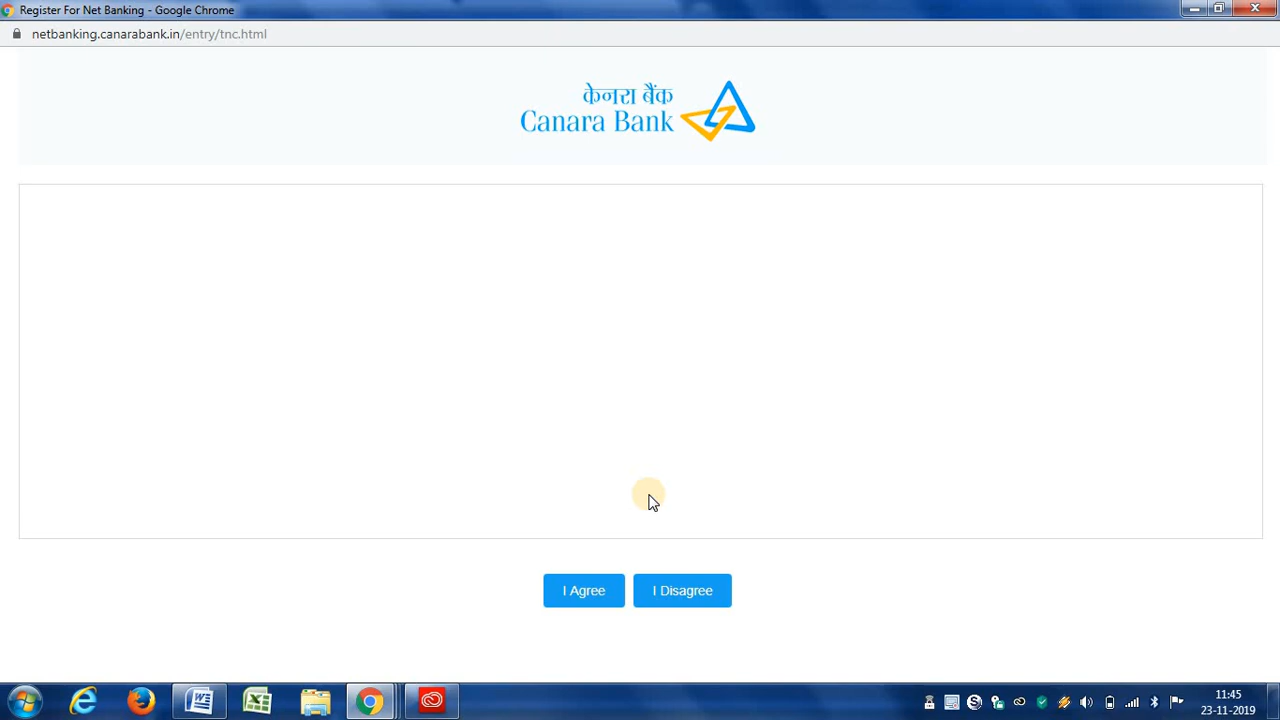 Register For Net Banking - Google Chrome
netbanking.canarabank.in/entry/tnc.html
केनरा बैंक
Canara Bank
I Agree
I Disagree
11:45
23-11-2019